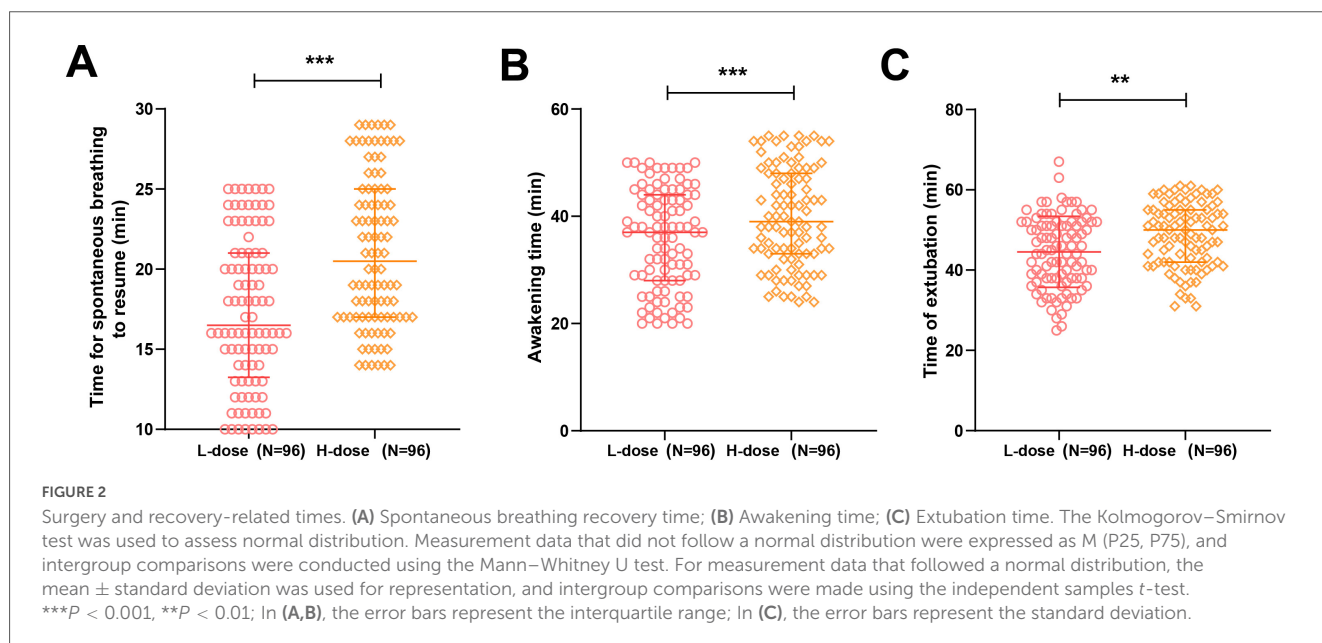 A
***
Time for spontaneous breathing
to resume (min)
30
25
20
15
10
L-dose (N=96) H-dose (N=96)
B
***
Awakening time (min)
60
40
20
0
L-dose (N=96) H-dose (N=96)
C
**
Time of extubation (min)
80
60
40
20
0
L-dose (N=96) H-dose (N=96)
FIGURE 2
Surgery and recovery-related times. (A) Spontaneous breathing recovery time; (B) Awakening time; (C) Extubation time. The Kolmogorov–Smirnov
test was used to assess normal distribution. Measurement data that did not follow a normal distribution were expressed as M (P25, P75), and
intergroup comparisons were conducted using the Mann–Whitney U test. For measurement data that followed a normal distribution, the
mean ± standard deviation was used for representation, and intergroup comparisons were made using the independent samples t-test.
***P < 0.001, **P < 0.01; In (A,B), the error bars represent the interquartile range; In (C), the error bars represent the standard deviation.